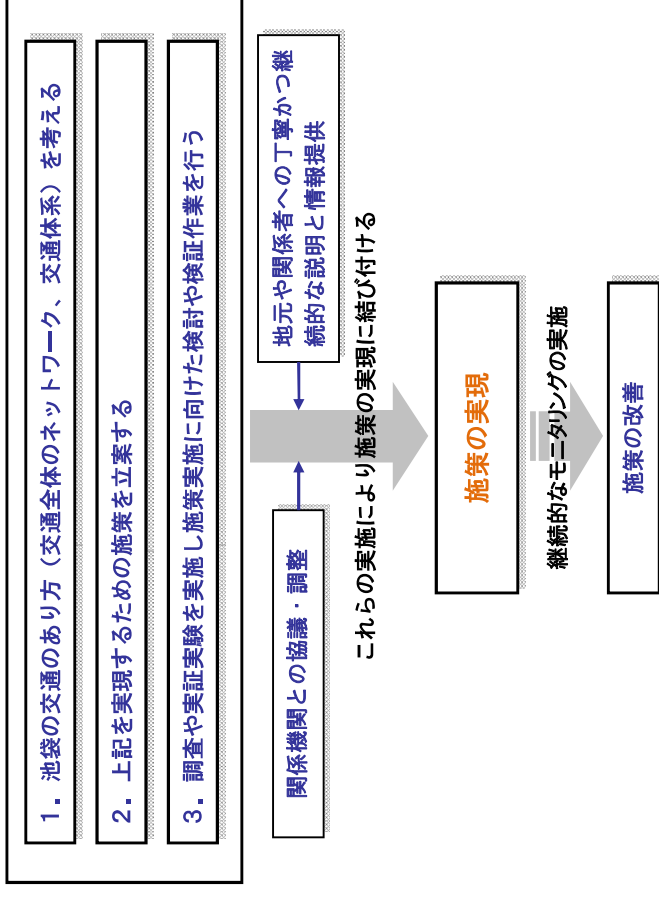 １．池袋の交通のあり方（交通全体のネットワーク、交通体系）を考える
２．上記を実現するための施策を立案する
３．調査や実証実験を実施し施策実施に向けた検討や検証作業を行う
関係機関との協議・調整
地元や関係者への丁寧かつ継
続的な説明と情報提供
これらの実施により施策の実現に結び付ける
施策の実現
継続的なモニタリングの実施
施策の改善